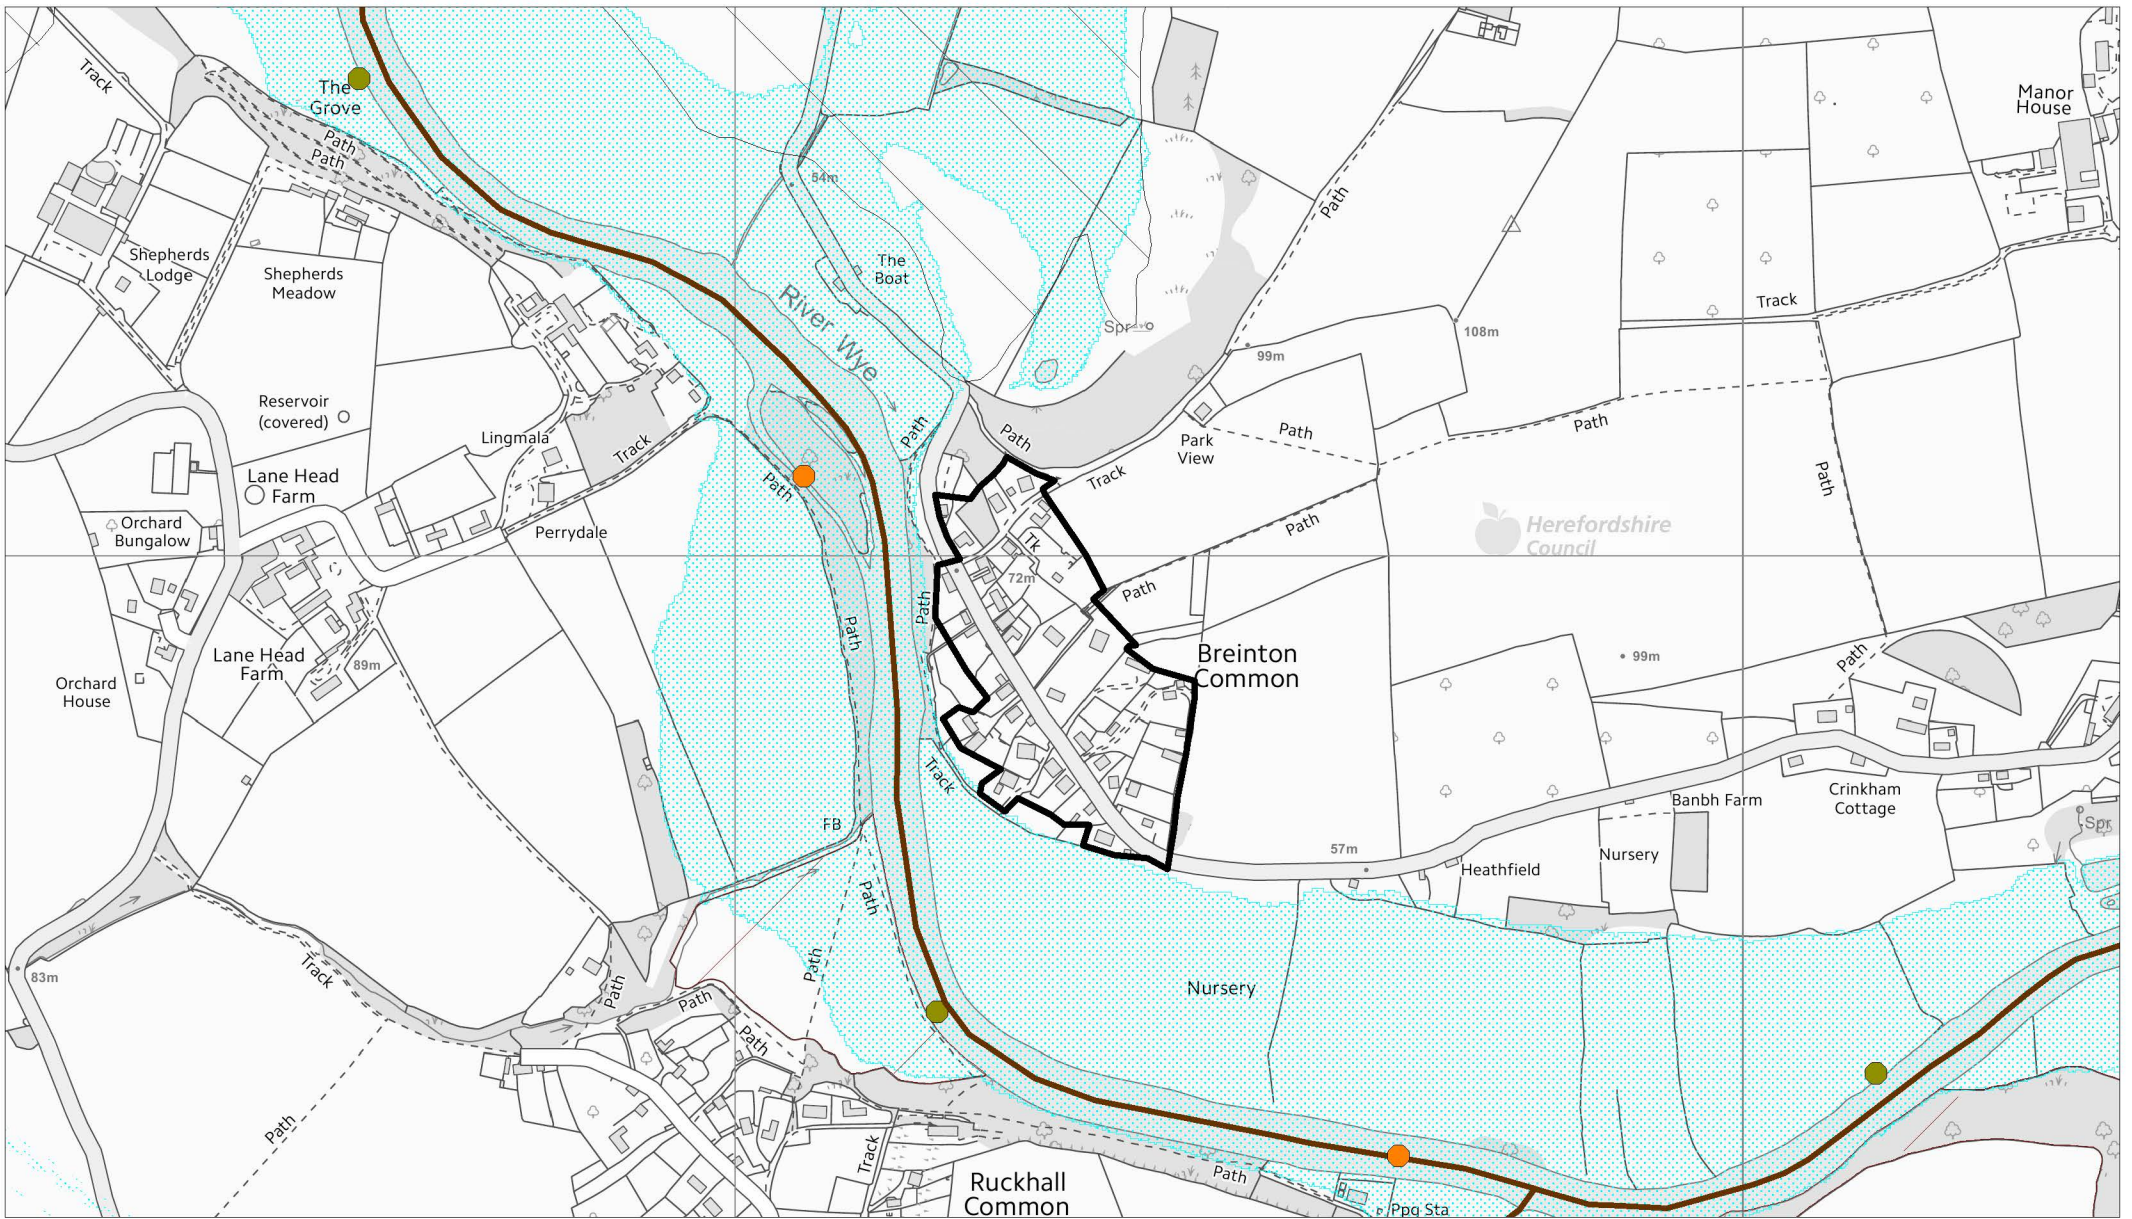 Track
The
Grove
Path
Path
Manor
House
54m
Path
Shepherds
Lodge
Shepherds
Meadow
The
Boat
River Wye
Track
Spr
108m
99m
Reservoir
(covered)
Lingmala
Track
Path
Path
Park
View
Path
Path
Path
Lane Head
Farm
Path
Track
Orchard
Bungalow
Perrydale
Path
Herefordshire
Council
Tk
72m
Path
Path
Path
Lane Head
Farm
89m
Breinton
Common
99m
Path
Orchard
House
Track
Banbh Farm
Crinkham
Cottage
FB
57m
Nursery
Heathfield
Spr
Path
Path
83m
Track
Path
Path
Nursery
Path
Path
Track
Path
Ruckhall
Common
Ppg Sta